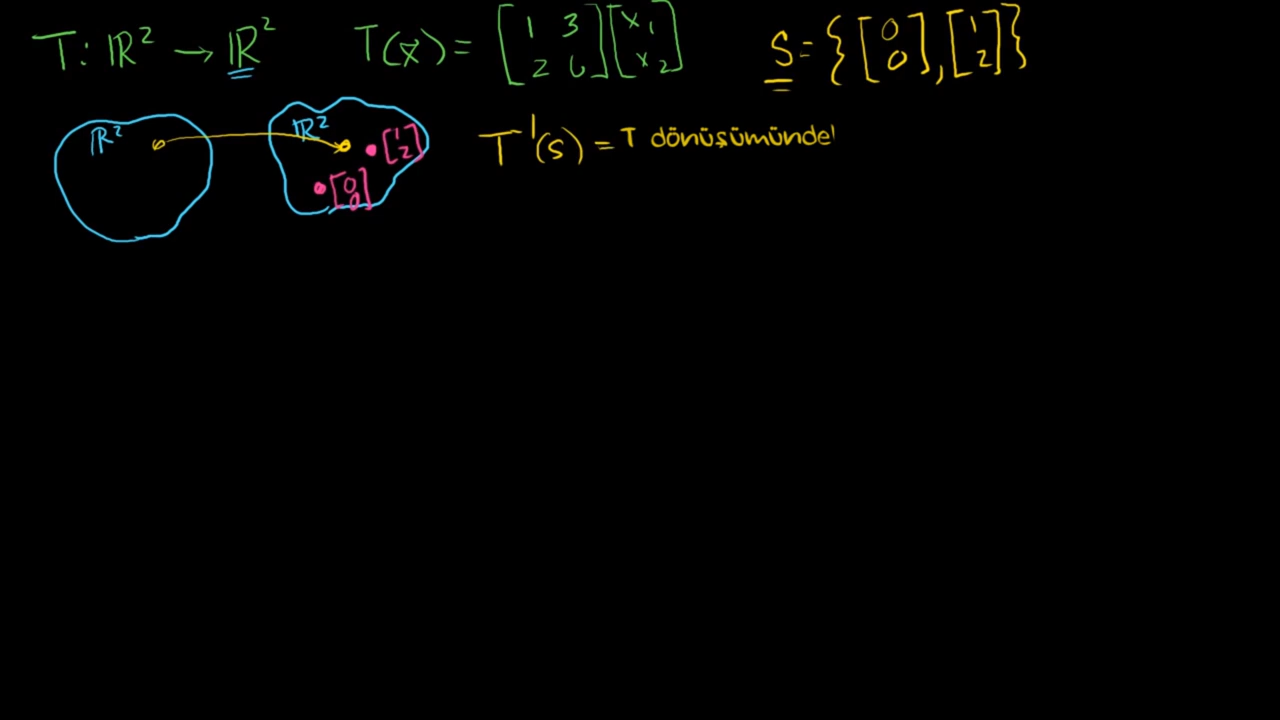 T: ℝ² → ℝ² T(x⃗) = [1 3; 2 6][x₁; x₂] S = {[0; 0], [1; 2]}
ℝ² ℝ² [1; 2] [0; 0] T⁻¹(S) = T dönüşümünde